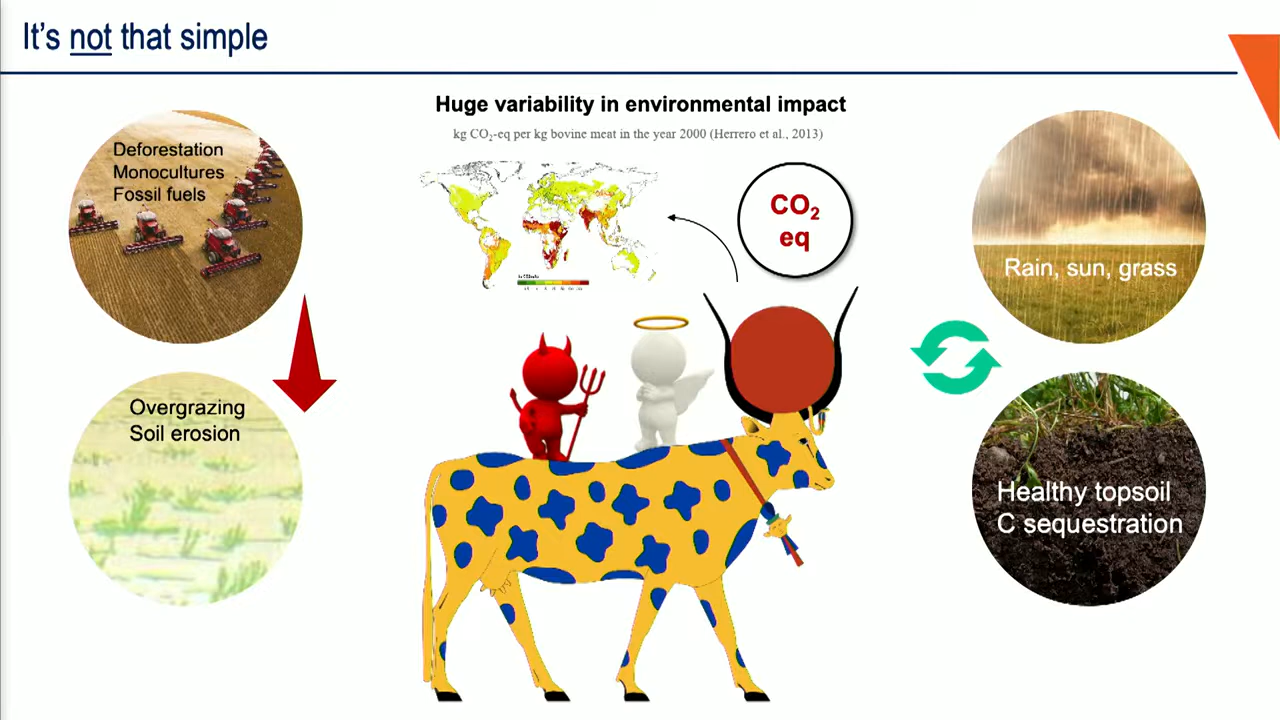 It's not that simple
Huge variability in environmental impact
kg CO₂-eq per kg bovine meat in the year 2000 (Herrero et al., 2013)
Deforestation
Monocultures
Fossil fuels
CO₂
eq
Rain, sun, grass
Overgrazing
Soil erosion
Healthy topsoil
C sequestration